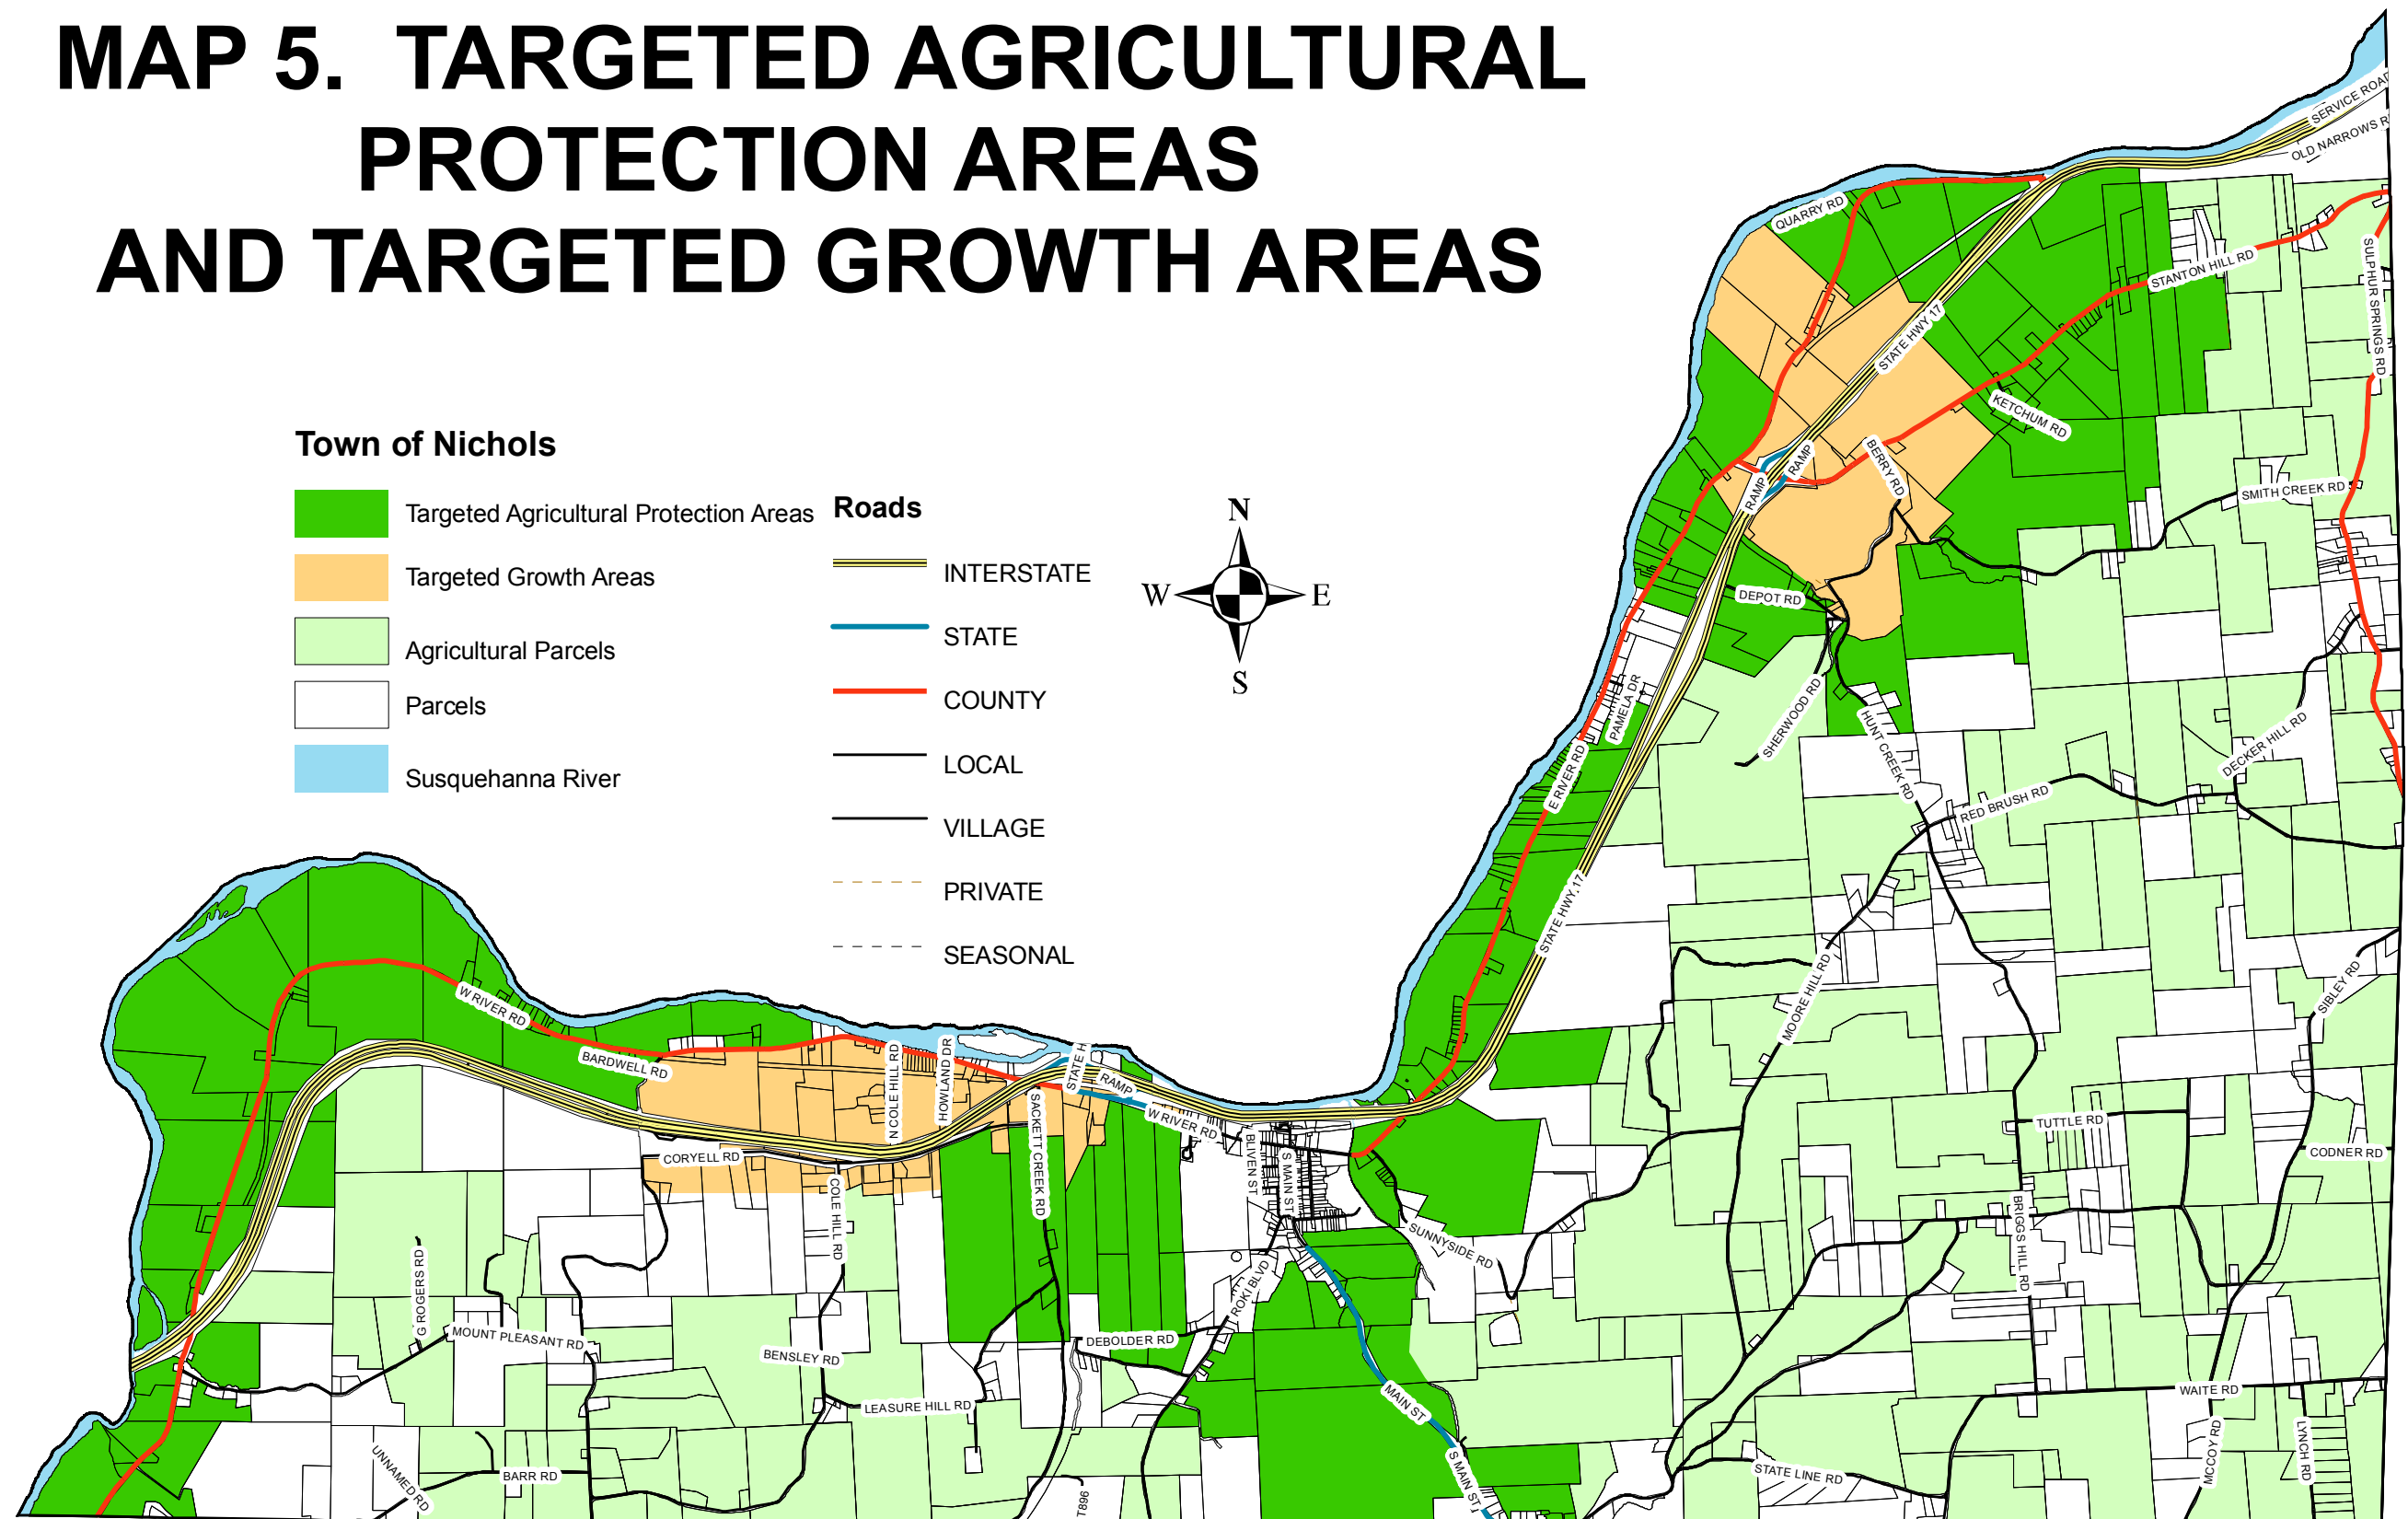 MAP 5. TARGETED AGRICULTURAL
PROTECTION AREAS
AND TARGETED GROWTH AREAS
Town of Nichols
Targeted Agricultural Protection Areas
Targeted Growth Areas
Agricultural Parcels
Parcels
Susquehanna River
Roads
INTERSTATE
STATE
COUNTY
LOCAL
VILLAGE
PRIVATE
SEASONAL
N
W
E
S
SERVICE ROAD
OLD NARROWS R
QUARRY RD
STANTON HILL RD
SULPHUR SPRINGS RD
STATE HWY 17
KETCHUM RD
BERRY RD
RAMP
RAMP
SMITH CREEK RD
DEPOT RD
PAMELA DR
SHERWOOD RD
HUNT CREEK RD
DECKER HILL RD
E RIVER RD
RED BRUSH RD
STATE HWY 17
MOORE HILL RD
SIBLEY RD
W RIVER RD
BARDWELL RD
N COLE HILL RD
HOWLAND DR
STATE H
RAMP
W RIVER RD
SACKETT CREEK RD
CORYELL RD
COLE HILL RD
BLIVEN ST
S MAIN ST
TUTTLE RD
CODNER RD
BRIGGS HILL RD
SUNNYSIDE RD
ROKI BLVD
G ROGERS RD
MOUNT PLEASANT RD
BENSLEY RD
DEBOLDER RD
LEASURE HILL RD
MAIN ST
S MAIN ST
WAITE RD
MCCOY RD
LYNCH RD
STATE LINE RD
UNNAMED RD
BARR RD
T896